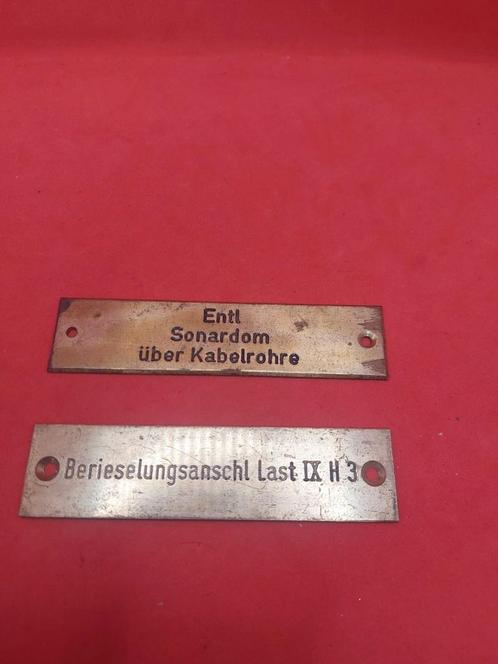 Entl
Sonardom
über Kabelrohre
Berieselungsanschl Last IX H 3